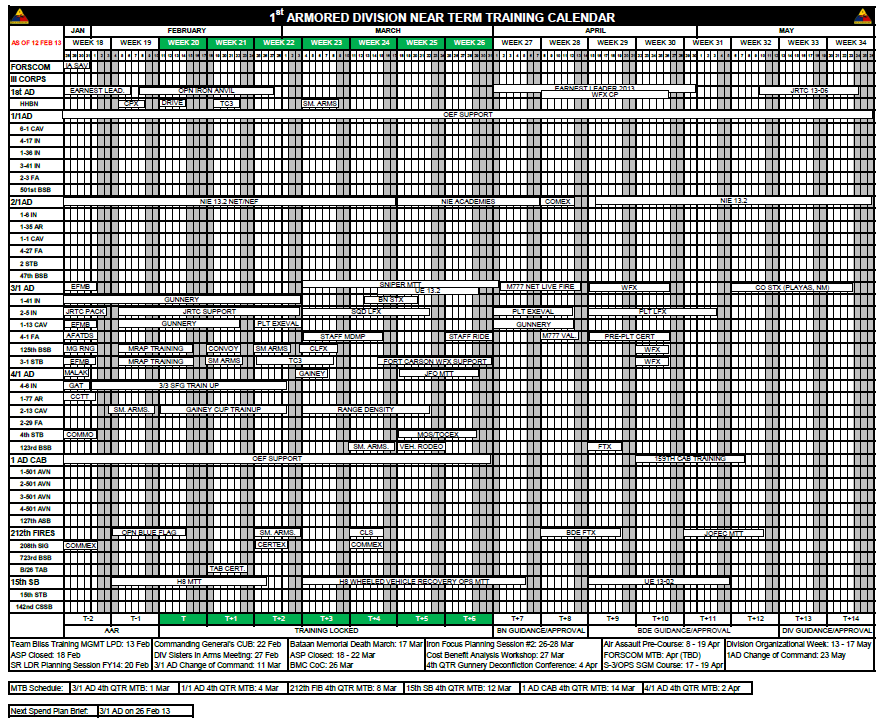 1st ARMORED DIVISION NEAR TERM TRAINING CALENDAR
JAN FEBRUARY MARCH APRIL MAY
AS OF 12 FEB 13
WEEK 18 WEEK 19 WEEK 20 WEEK 21 WEEK 22 WEEK 23 WEEK 24 WEEK 25 WEEK 26 WEEK 27 WEEK 28 WEEK 29 WEEK 30 WEEK 31 WEEK 32 WEEK 33 WEEK 34
FORSCOM IA SAV
III CORPS
1st AD EARNEST LEAD. OPN IRON ANVIL EARNEST LEADER 2013 WFX CP JRTC 13-06
HHBN CPX DRIVE TC3 SM. ARMS
1/1AD OEF SUPPORT
6-1 CAV
4-17 IN
1-36 IN
3-41 IN
2-3 FA
501st BSB
2/1AD NIE 13.2 NET/NEF NIE ACADEMIES COMEX NIE 13.2
1-6 IN
1-35 AR
1-1 CAV
4-27 FA
2 STB
47th BSB
3/1 AD EFMB SNIPER MTT UE 13.2 M777 NET LIVE FIRE WFX CO STX (PLAYAS, NM)
1-41 IN GUNNERY BN STX
2-5 IN JRTC PACK JRTC SUPPORT SQD LFX PLT EXEVAL PLT LFX
1-13 CAV EFMB GUNNERY PLT EXEVAL GUNNERY
4-1 FA AFATDS STAFF MDMP STAFF RIDE M777 VAL PRE-PLT CERT
125th BSB MG RNG MRAP TRAINING CONVOY SM ARMS CLFX WFX
3-1 STB EFMB MRAP TRAINING SM ARMS TC3 FORT CARSON WFX SUPPORT WFX
4/1 AD MALAK GAINEY JFO MTT
4-6 IN GAT 3/3 SFG TRAIN UP
1-77 AR CCTT
2-13 CAV SM. ARMS. GAINEY CUP TRAINUP RANGE DENSITY
2-29 FA
4th STB COMMO MOS/TOCEX
123rd BSB SM. ARMS. VEH. RODEO FTX
1 AD CAB OEF SUPPORT 159TH CAB TRAINING
1-501 AVN
2-501 AVN
3-501 AVN
4-501 AVN
127th ASB
212th FIRES OPN BLUE FLAG SM. ARMS. CLS BDE FTX JOFEC MTT
208th SIG COMMEX CERTEX COMMEX
723rd BSB
B/26 TAB TAB CERT.
15th SB H8 MTT H8 WHEELED VEHICLE RECOVERY OPS MTT UE 13-02
15th STB
142nd CSSB
T-2 T-1 T T+1 T+2 T+3 T+4 T+5 T+6 T+7 T+8 T+9 T+10 T+11 T+12 T+13 T+14
AAR TRAINING LOCKED BN GUIDANCE/APPROVAL BDE GUIDANCE/APPROVAL DIV GUIDANCE/APPROVAL
Team Bliss Training MGMT LPD: 13 Feb Commanding General's CUB: 22 Feb Bataan Memorial Death March: 17 Mar Iron Focus Planning Session #2: 26-28 Mar Air Assault Pre-Course: 8 - 19 Apr Division Organizational Week: 13 - 17 May
ASP Closed: 18 Feb DIV Sisters In Arms Meeting: 27 Feb ASP Closed: 18 - 22 Mar Cost Benefit Analysis Workshop: 27 Mar FORSCOM MTB: Apr (TBD) 1AD Change of Command: 23 May
SR LDR Planning Session FY14: 20 Feb 3/1 AD Change of Command: 11 Mar BMC CoC: 26 Mar 4th QTR Gunnery Deconfliction Conference: 4 Apr S-3/OPS SGM Course: 17 - 19 Apr
MTB Schedule: 3/1 AD 4th QTR MTB: 1 Mar 1/1 AD 4th QTR MTB: 4 Mar 212th FIB 4th QTR MTB: 8 Mar 15th SB 4th QTR MTB: 12 Mar 1 AD CAB 4th QTR MTB: 14 Mar 4/1 AD MTB: 2 Apr
Next Spend Plan Brief: 3/1 AD on 26 Feb 13